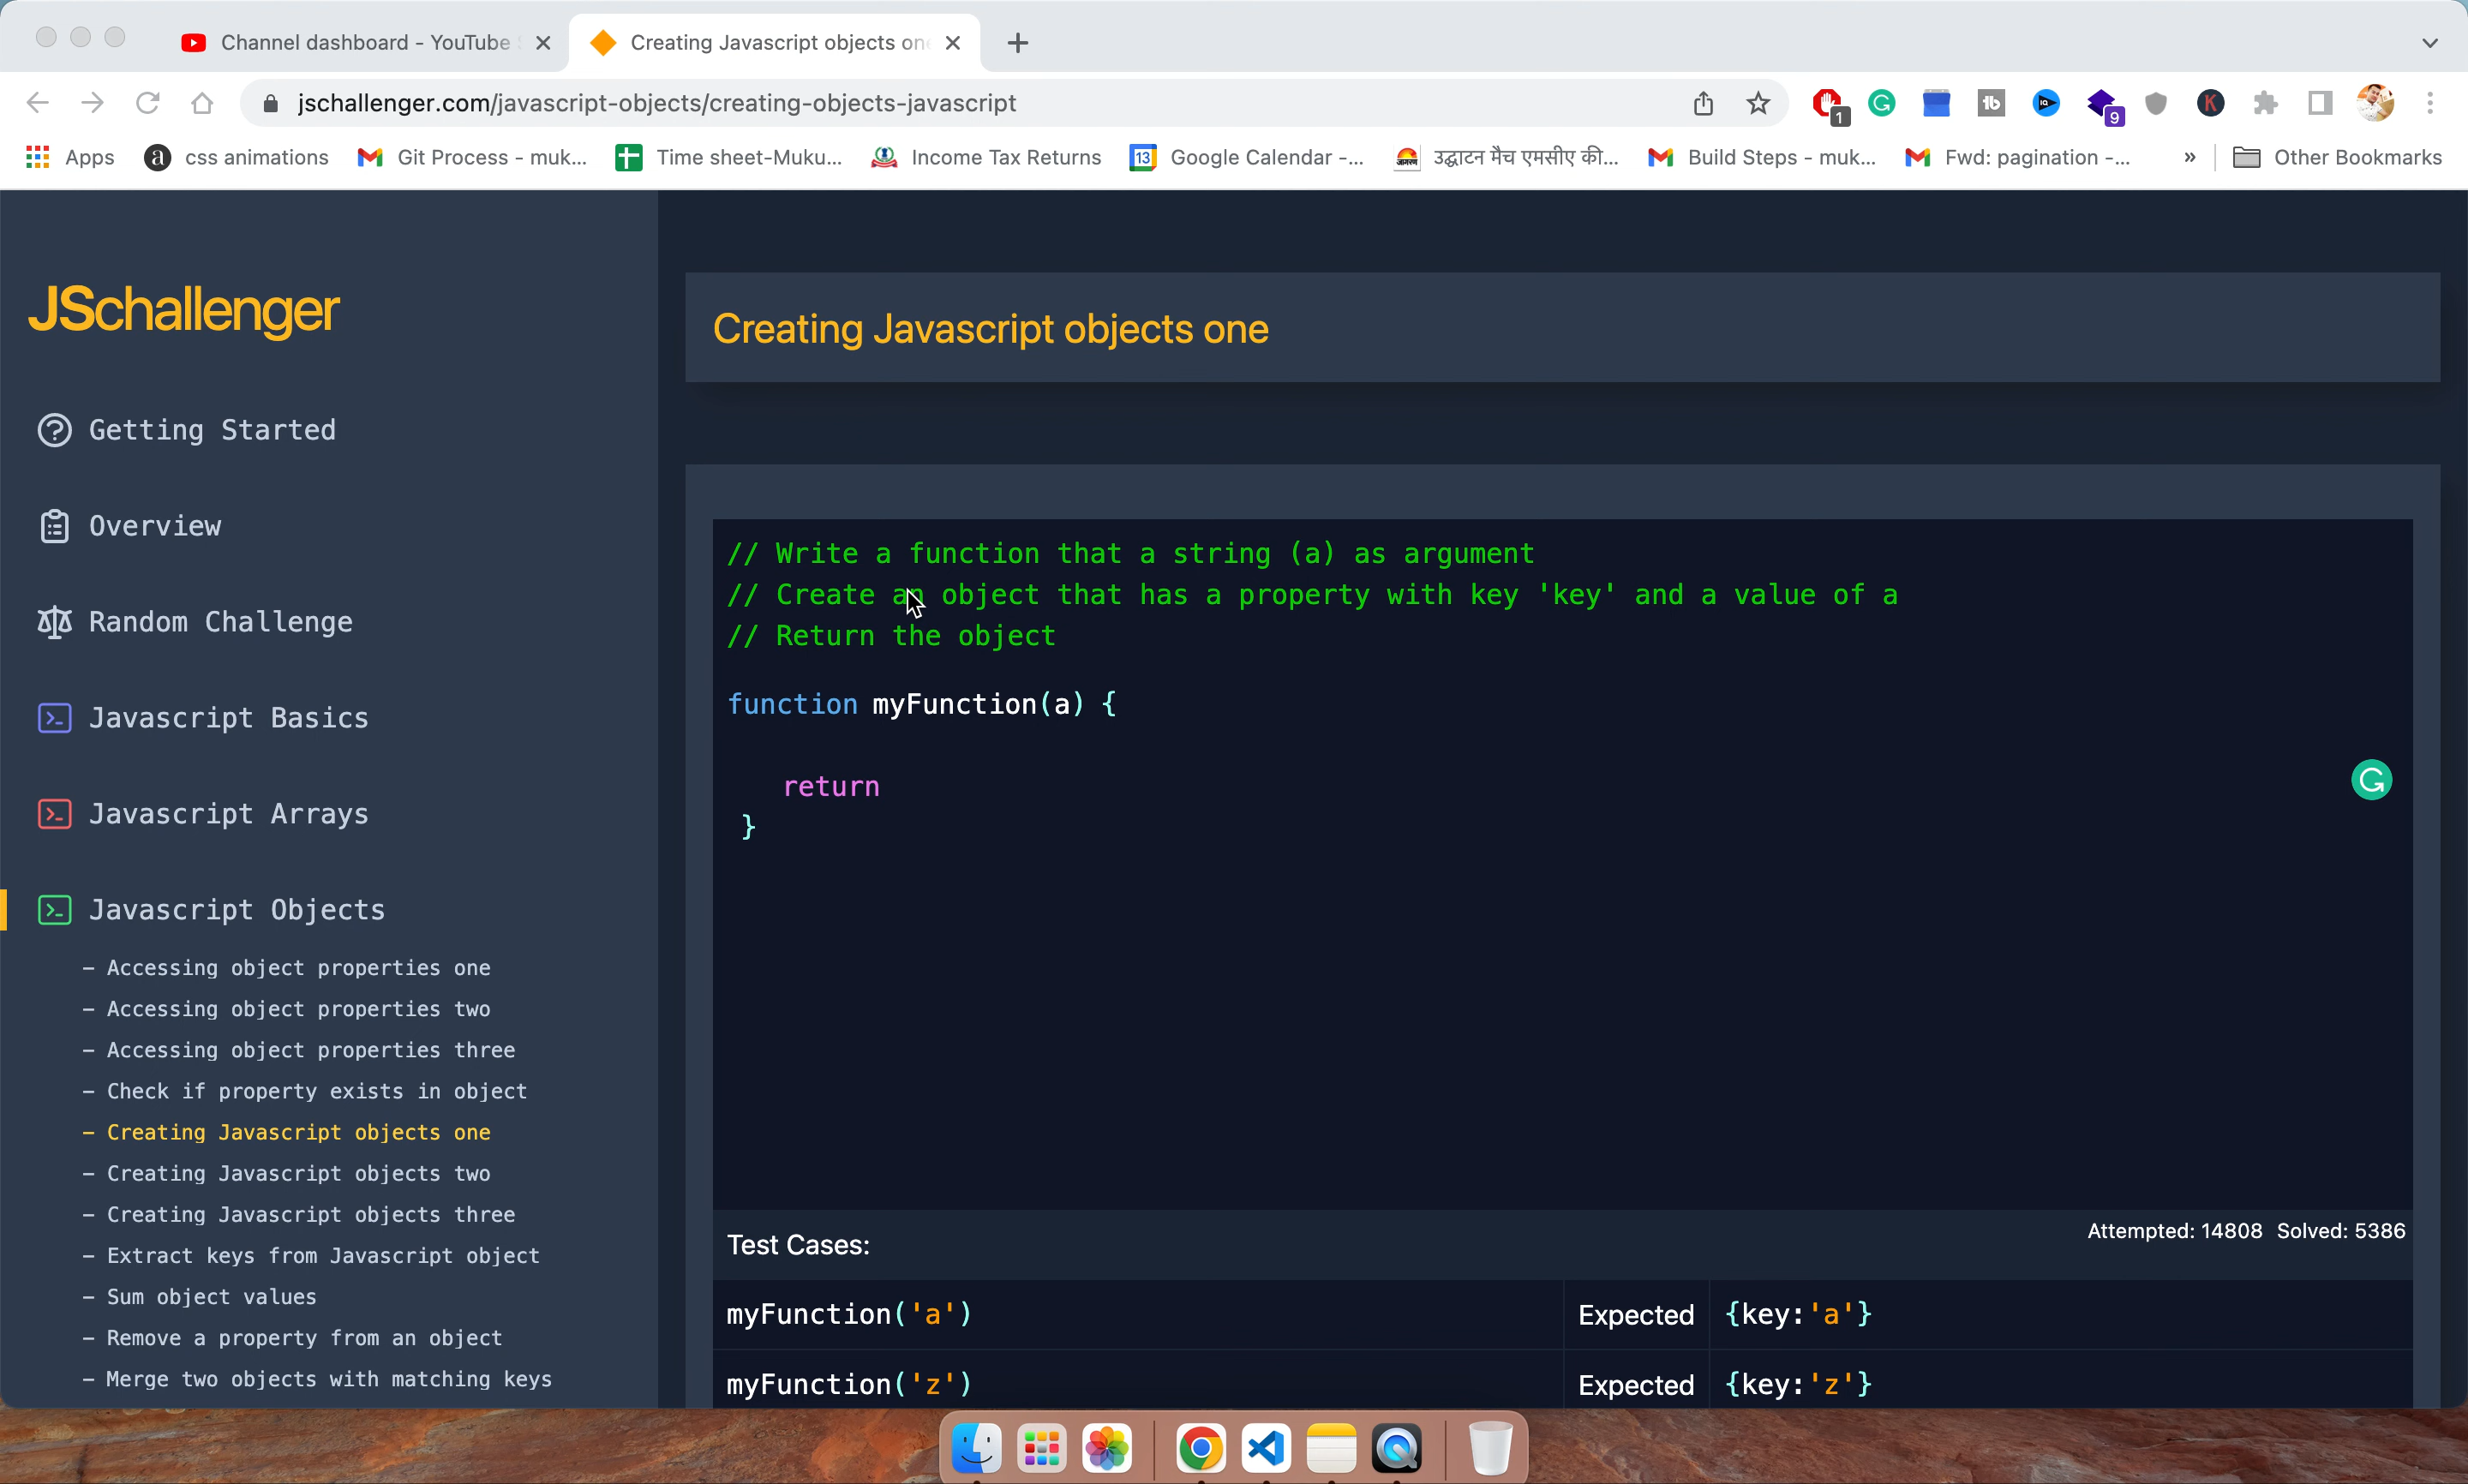 Channel dashboard - YouTube
Creating Javascript objects on
jschallenger.com/javascript-objects/creating-objects-javascript
1
9
Apps
css animations
Git Process - muk...
Time sheet-Muku...
Income Tax Returns
13
Google Calendar -...
उद्घाटन मैच एमसीए की...
Build Steps - muk...
Fwd: pagination -...
»
Other Bookmarks
JSchallenger
Getting Started
Overview
Random Challenge
Javascript Basics
Javascript Arrays
Javascript Objects
- Accessing object properties one
- Accessing object properties two
- Accessing object properties three
- Check if property exists in object
- Creating Javascript objects one
- Creating Javascript objects two
- Creating Javascript objects three
- Extract keys from Javascript object
- Sum object values
- Remove a property from an object
- Merge two objects with matching keys
Creating Javascript objects one
// Write a function that a string (a) as argument
// Create an object that has a property with key 'key' and a value of a
// Return the object
function myFunction(a) {
return
}
Test Cases:
Attempted: 14808 Solved: 5386
myFunction('a') Expected {key:'a'}
myFunction('z') Expected {key:'z'}